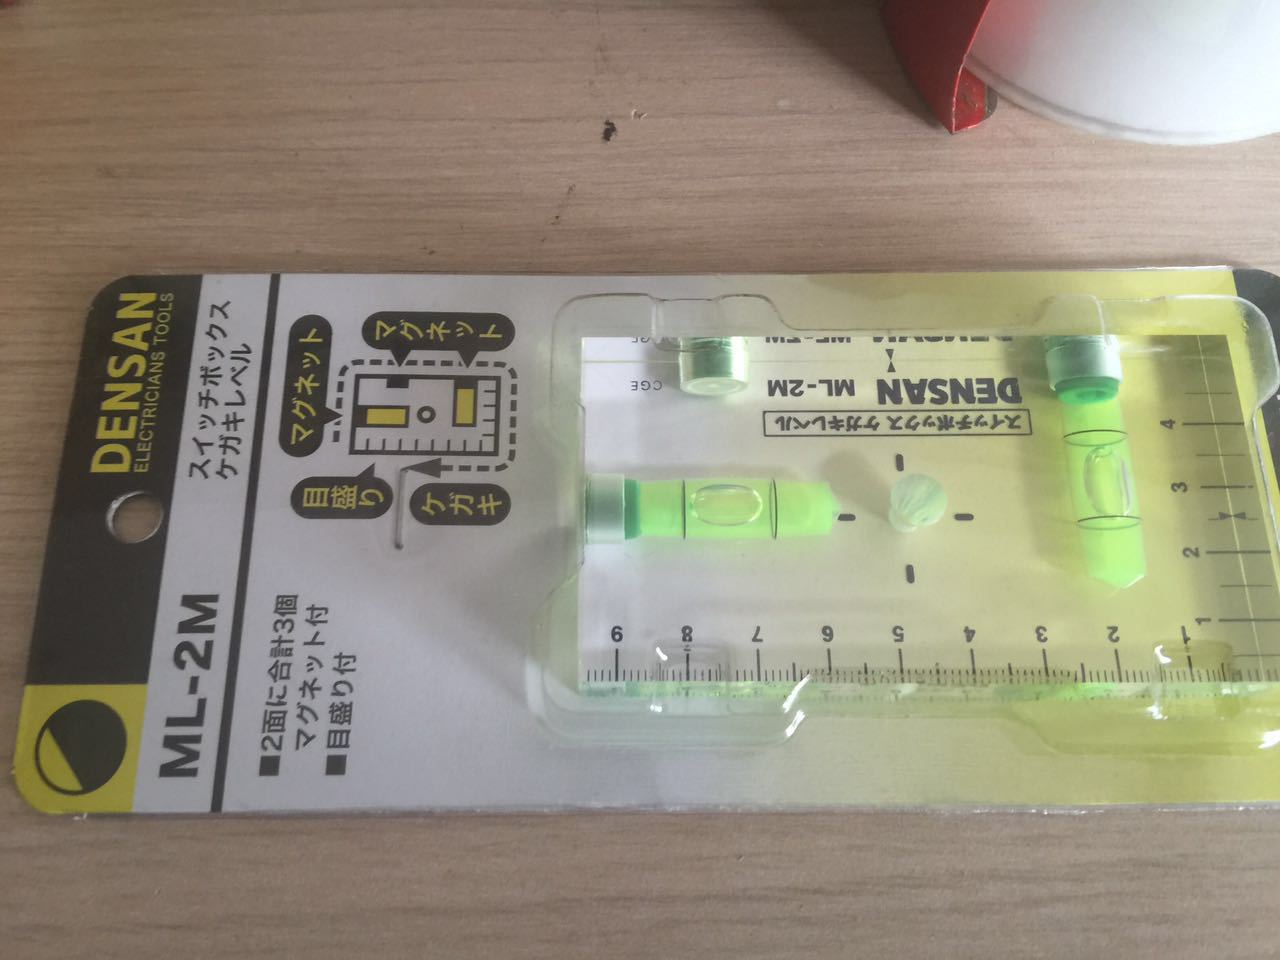 DENSAN
ELECTRICIANS TOOLS
スイッチボックス
ケガキレベル
ML-2M
マグネット
マグネット
目盛り
ケガキ
■2面に合計3個
マグネット付
■目盛り付
DENSAN ML-2M
CGE
スイッチボックス ケガキレベル
4
3
2
1
9 8 7 6 5 4 3 2 1